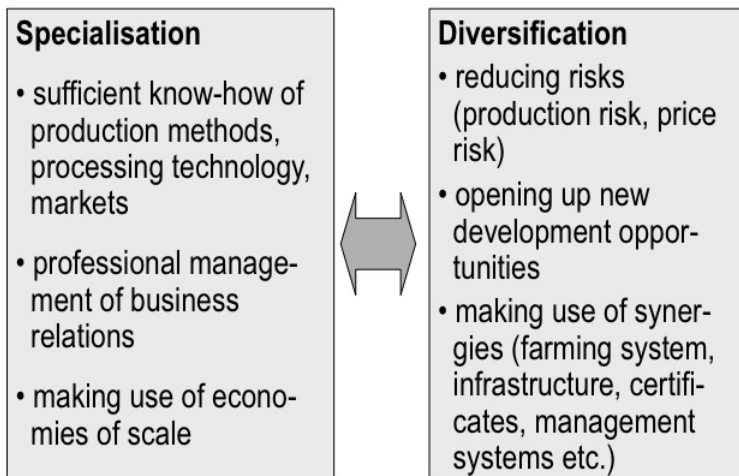 Specialisation
• sufficient know-how of
production methods,
processing technology,
markets
• professional manage-
ment of business
relations
• making use of econo-
mies of scale
Diversification
• reducing risks
(production risk, price
risk)
• opening up new
development oppor-
tunities
• making use of syner-
gies (farming system,
infrastructure, certifi-
cates, management
systems etc.)